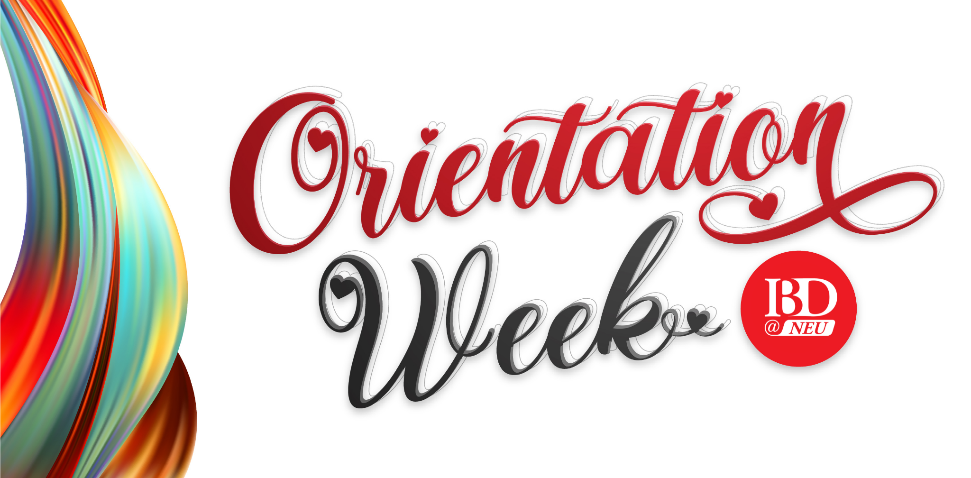 Orientation
Week
BD
@ NEU